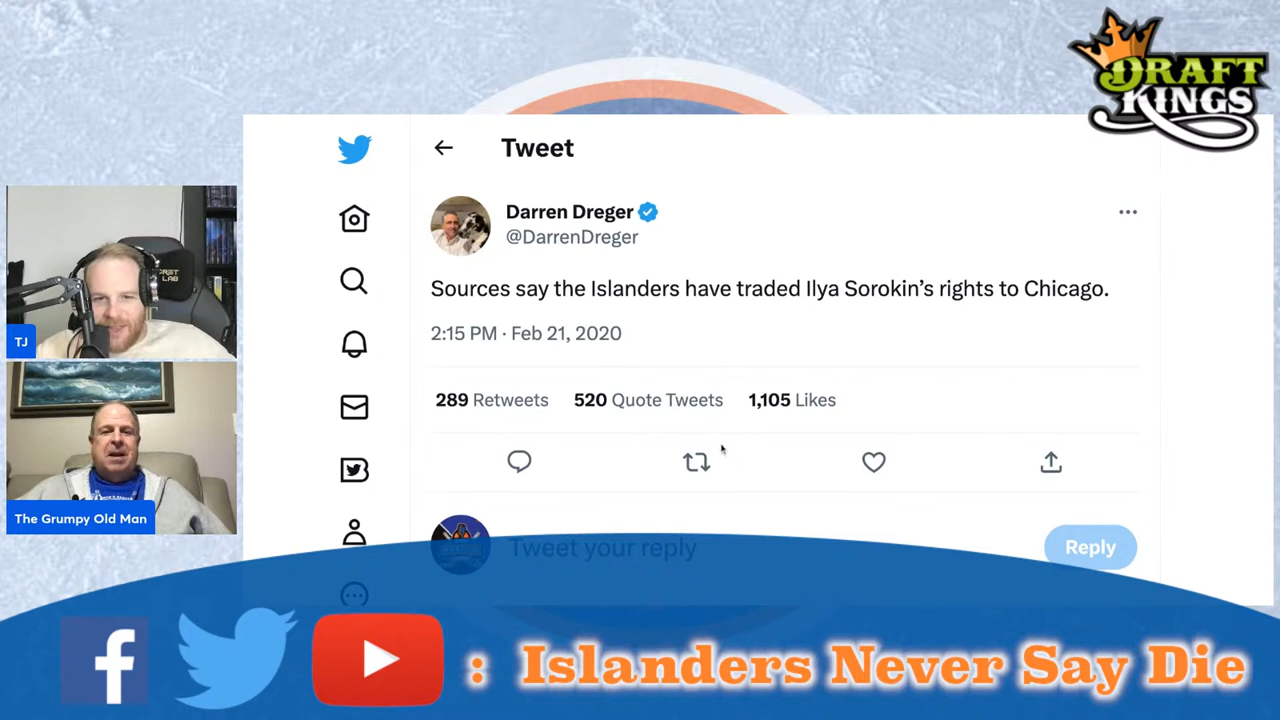 DRAFT
KINGS
Tweet
Darren Dreger
@DarrenDreger
Sources say the Islanders have traded Ilya Sorokin’s rights to Chicago.
2:15 PM · Feb 21, 2020
289 Retweets 520 Quote Tweets 1,105 Likes
Tweet your reply
Reply
TJ
The Grumpy Old Man
f : Islanders Never Say Die